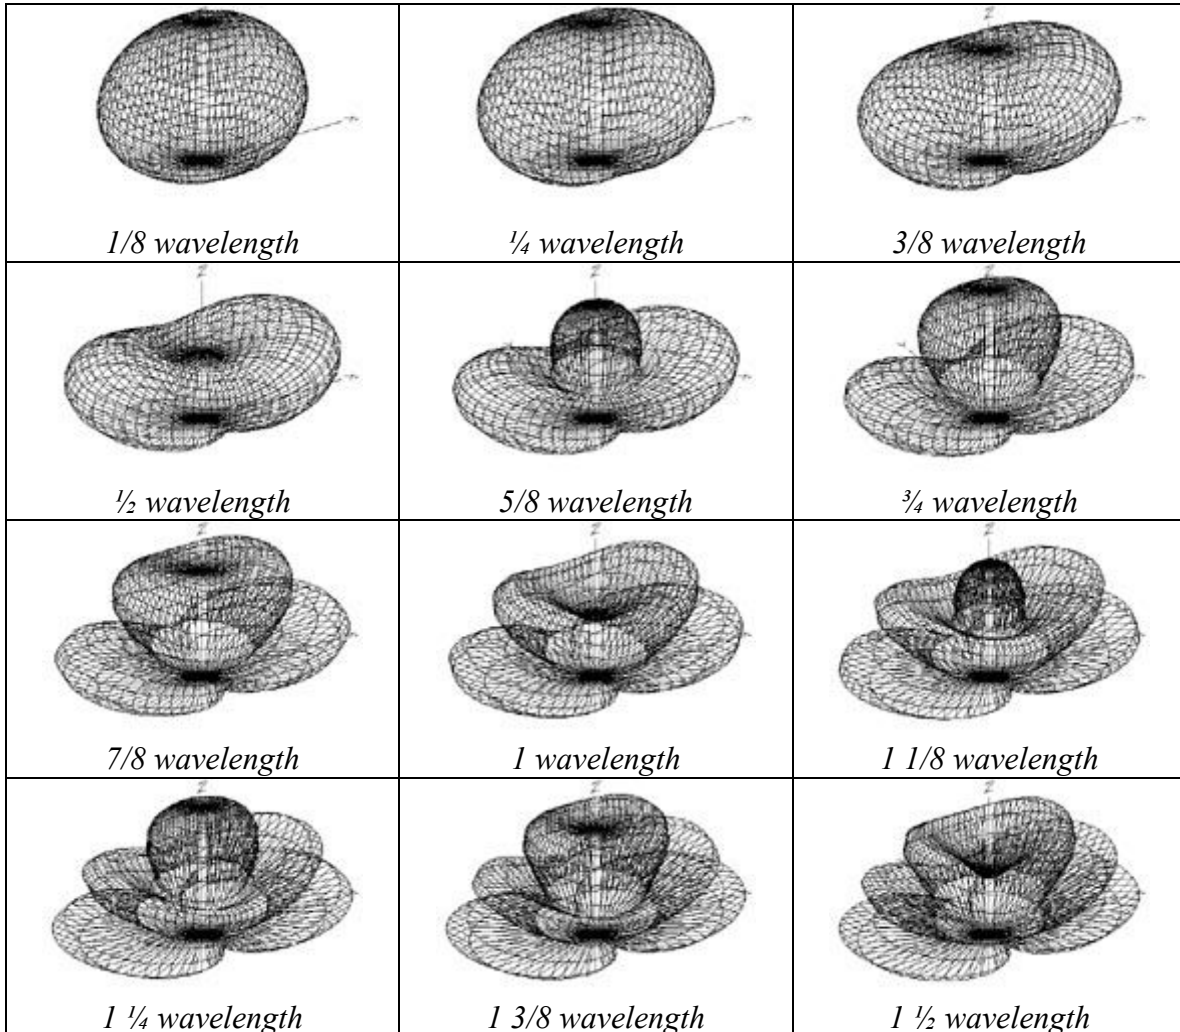 Z
1/8 wavelength
¼ wavelength
Z
3/8 wavelength
Z
½ wavelength
5/8 wavelength
¾ wavelength
Z
7/8 wavelength
Z
1 wavelength
Z
1 1/8 wavelength
Z
1 ¼ wavelength
Z
1 3/8 wavelength
Z
1 ½ wavelength